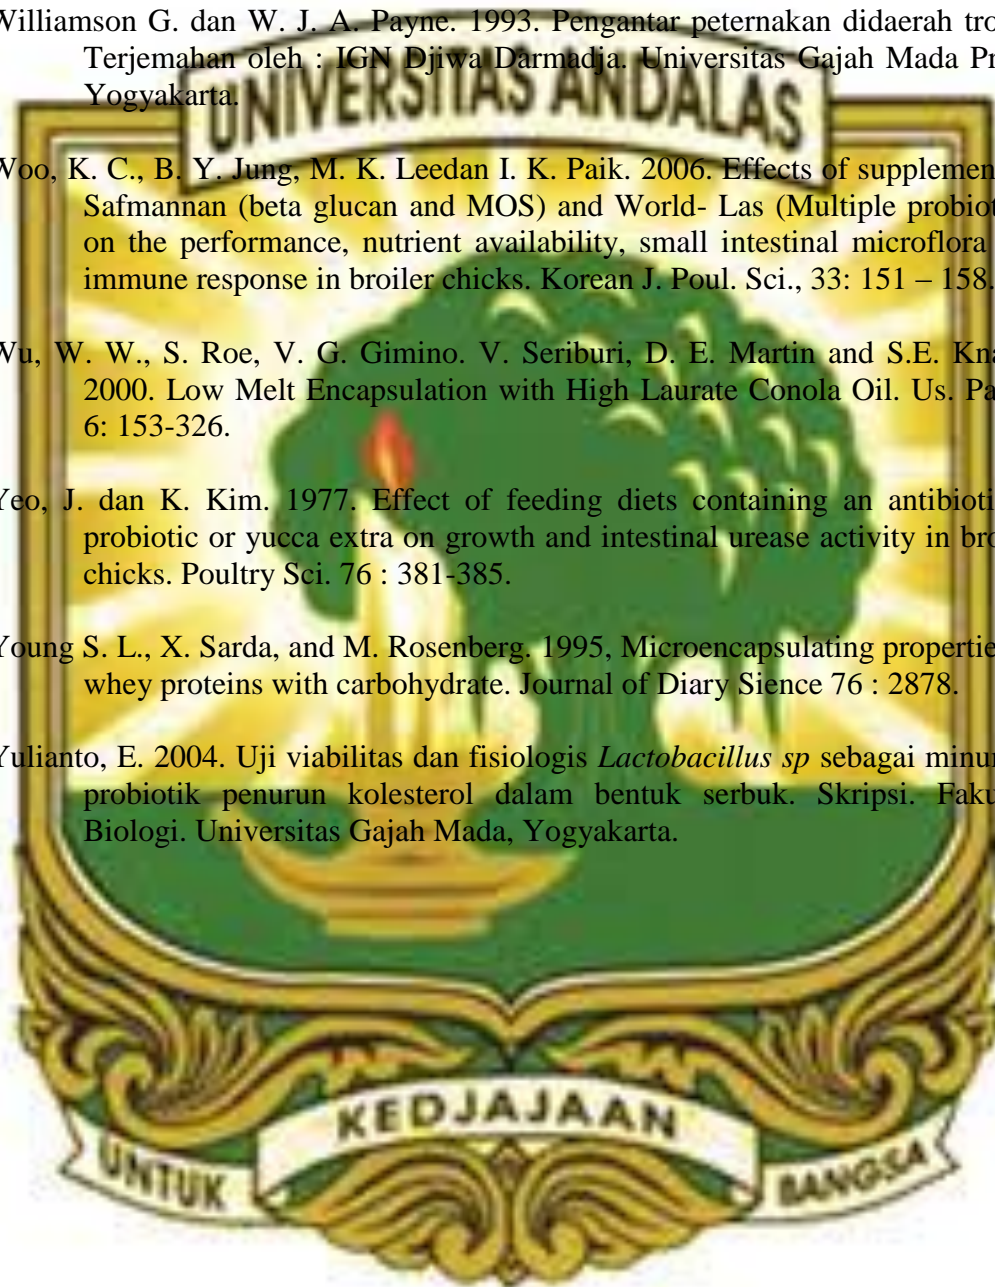 Williamson G. dan W. J. A. Payne. 1993. Pengantar peternakan didaerah tro
Terjemahan oleh : IGN Djiwa Darmadja. Universitas Gajah Mada Pr
Yogyakarta.
UNIVERSITAS ANDALAS
Woo, K. C., B. Y. Jung, M. K. Leedan I. K. Paik. 2006. Effects of supplemen
Safmannan (beta glucan and MOS) and World- Las (Multiple probiot
on the performance, nutrient availability, small intestinal microflora
immune response in broiler chicks. Korean J. Poul. Sci., 33: 151 – 158.
Wu, W. W., S. Roe, V. G. Gimino. V. Seriburi, D. E. Martin and S.E. Kna
2000. Low Melt Encapsulation with High Laurate Conola Oil. Us. Pa
6: 153-326.
Yeo, J. dan K. Kim. 1977. Effect of feeding diets containing an antibioti
probiotic or yucca extra on growth and intestinal urease activity in bro
chicks. Poultry Sci. 76 : 381-385.
Young S. L., X. Sarda, and M. Rosenberg. 1995, Microencapsulating propertie
whey proteins with carbohydrate. Journal of Diary Sience 76 : 2878.
Yulianto, E. 2004. Uji viabilitas dan fisiologis Lactobacillus sp sebagai minu
probiotik penurun kolesterol dalam bentuk serbuk. Skripsi. Faku
Biologi. Universitas Gajah Mada, Yogyakarta.
UNTUK KEDJAJAAN BANGSA